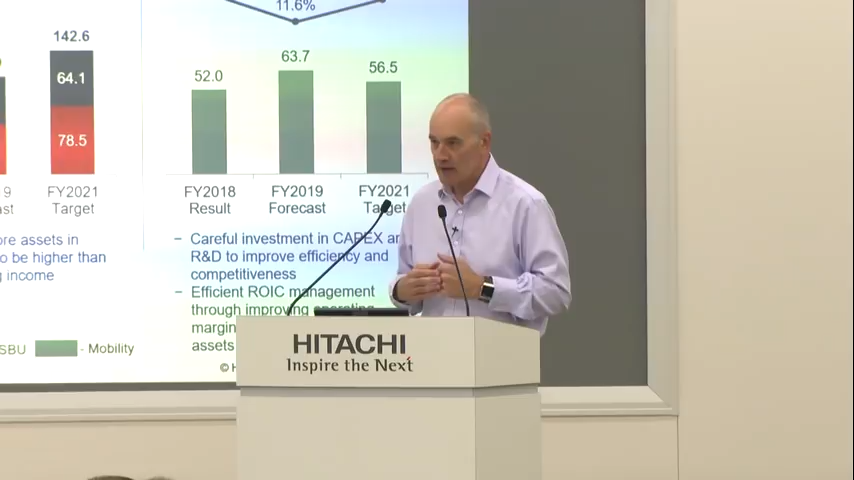 11.6%
142.6
64.1
78.5
52.0
63.7
56.5
FY2021
Target
FY2018
Result
FY2019
Forecast
FY2021
Target
assets in
to be higher than
income
– Careful investment in CAPEX
R&D to improve efficiency and
competitiveness
– Efficient ROIC management
through improving operating
margin
assets
SBU
- Mobility
©
HITACHI
Inspire the Next